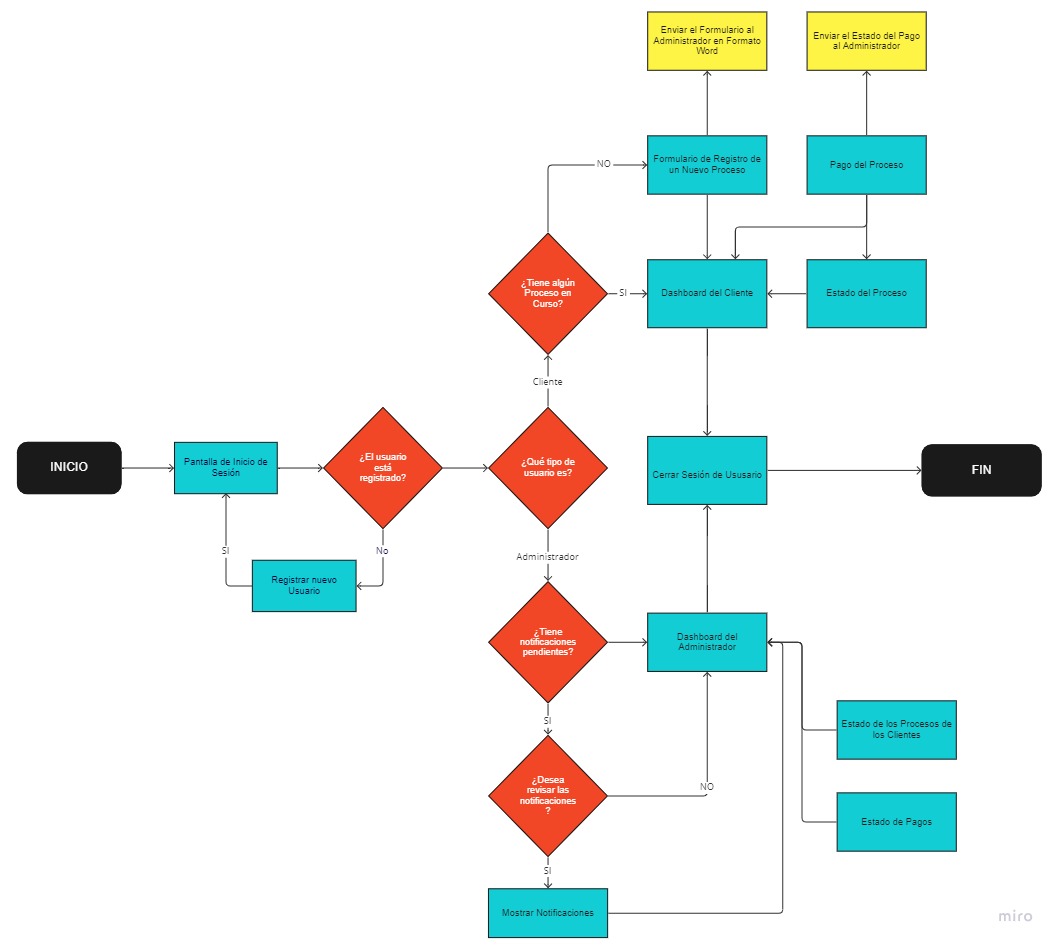 Enviar el Formulario al
Administrador en Formato
Word
Enviar el Estado del Pago
al Administrador
NO
Formulario de Registro de
un Nuevo Proceso
Pago del Proceso
¿Tiene algún
Proceso en
Curso?
SI
Dashboard del Cliente
Estado del Proceso
Cliente
INICIO
Pantalla de Inicio de
Sesión
¿El usuario
está
registrado?
¿Qué tipo de
usuario es?
Cerrar Sesión de Ususario
FIN
SI
No
Registrar nuevo
Usuario
Administrador
¿Tiene
notificaciones
pendientes?
Dashboard del
Administrador
SI
Estado de los Procesos de
los Clientes
¿Desea
revisar las
notificaciones
?
NO
Estado de Pagos
SI
Mostrar Notificaciones
miro